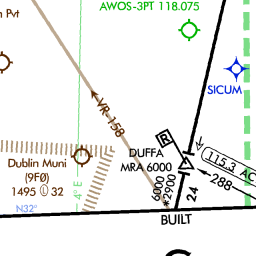 AWOS-3PT 118.075
Pvt
SICUM
VR-158
R
DUFFA
MRA 6000
115.3 AC
288
Dublin Muni
(9F0)
1495 32
6000
*2900
24
4° E
N32°
BUILT